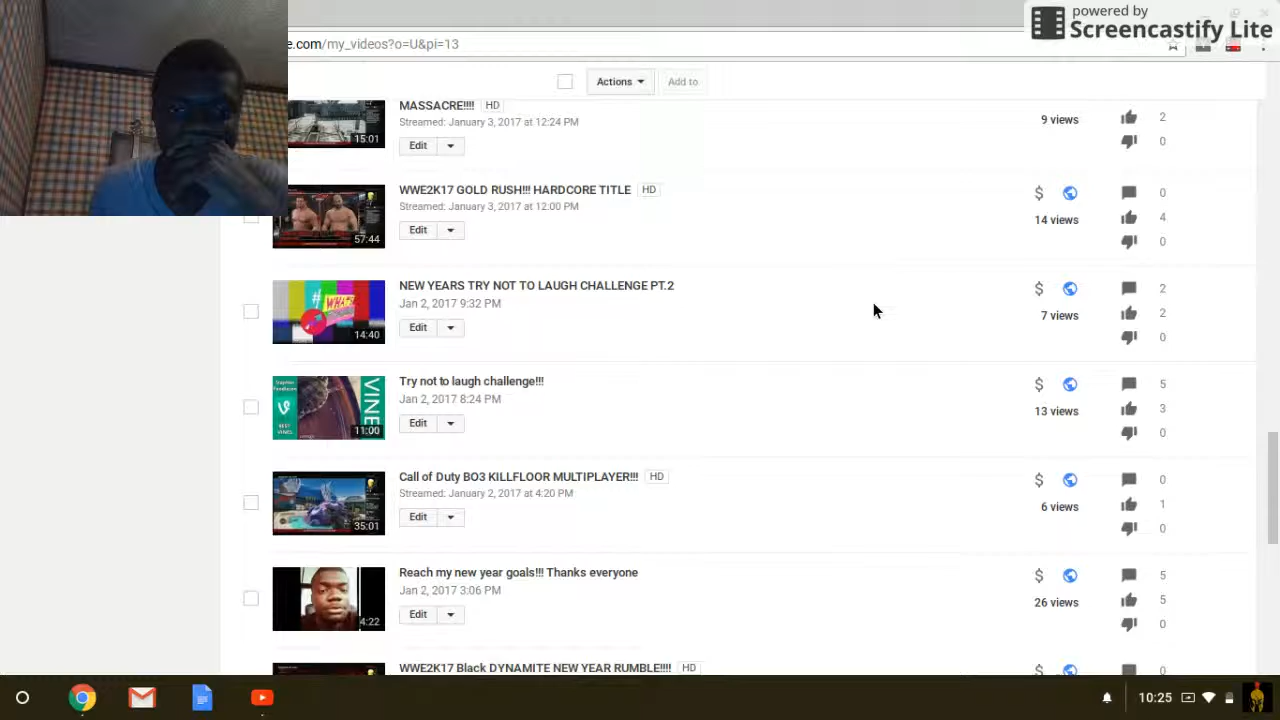 powered by
Screencastify Lite
e.com/my_videos?o=U&pi=13
Actions
Add to
MASSACRE!!!! HD
Streamed: January 3, 2017 at 12:24 PM
15:01
Edit
9 views
2
0
WWE2K17 GOLD RUSH!!! HARDCORE TITLE HD
Streamed: January 3, 2017 at 12:00 PM
57:44
Edit
$ 0
14 views
4
0
NEW YEARS TRY NOT TO LAUGH CHALLENGE PT.2
Jan 2, 2017 9:32 PM
14:40
Edit
$ 2
7 views
2
0
Try not to laugh challenge!!!
Jan 2, 2017 8:24 PM
VINE
11:00
Edit
$ 5
13 views
3
0
Call of Duty BO3 KILLFLOOR MULTIPLAYER!!! HD
Streamed: January 2, 2017 at 4:20 PM
35:01
Edit
$ 0
6 views
1
0
Reach my new year goals!!! Thanks everyone
Jan 2, 2017 3:06 PM
4:22
Edit
$ 5
26 views
5
0
WWE2K17 Black DYNAMITE NEW YEAR RUMBLE!!!! HD
$ 0
10:25